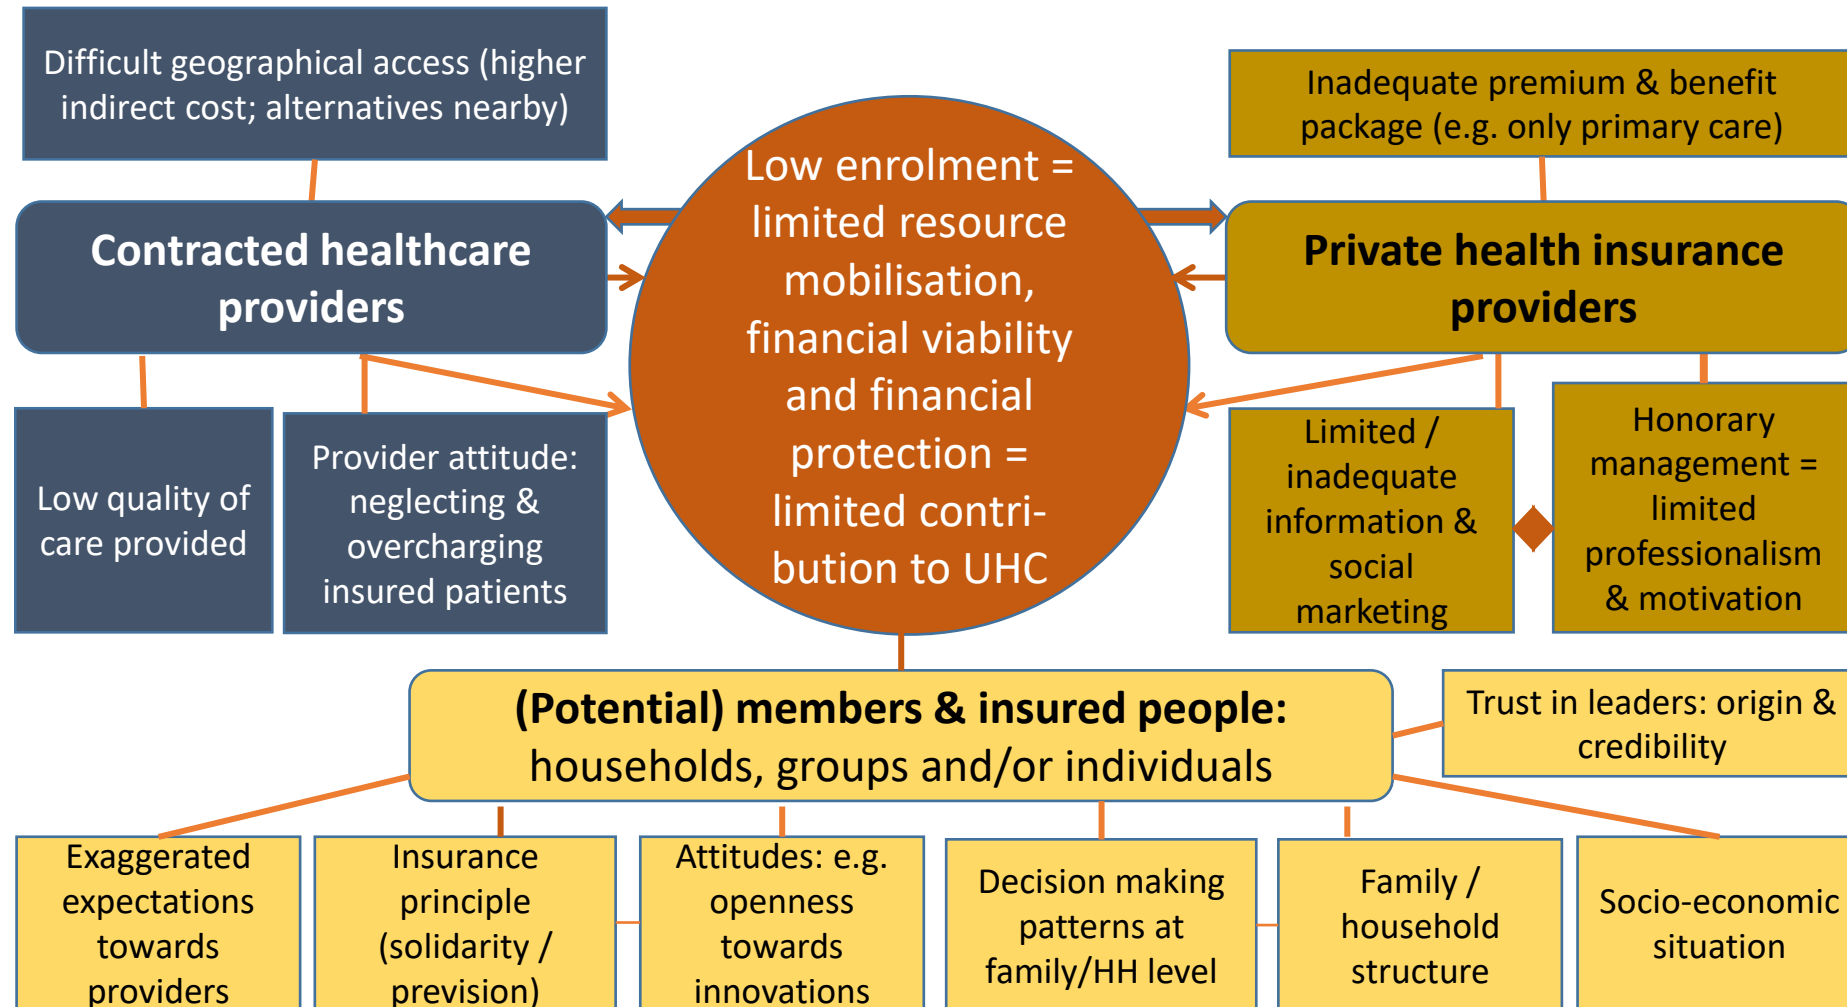 Difficult geographical access (higher
indirect cost; alternatives nearby)
Inadequate premium & benefit
package (e.g. only primary care)
Contracted healthcare
providers
Low enrolment =
limited resource
mobilisation,
financial viability
and financial
protection =
limited contri-
bution to UHC
Private health insurance
providers
Low quality of
care provided
Provider attitude:
neglecting &
overcharging
insured patients
Limited /
inadequate
information &
social
marketing
Honorary
management =
limited
professionalism
& motivation
(Potential) members & insured people:
households, groups and/or individuals
Trust in leaders: origin &
credibility
Exaggerated
expectations
towards
providers
Insurance
principle
(solidarity /
prevision)
Attitudes: e.g.
openness
towards
innovations
Decision making
patterns at
family/HH level
Family /
household
structure
Socio-economic
situation